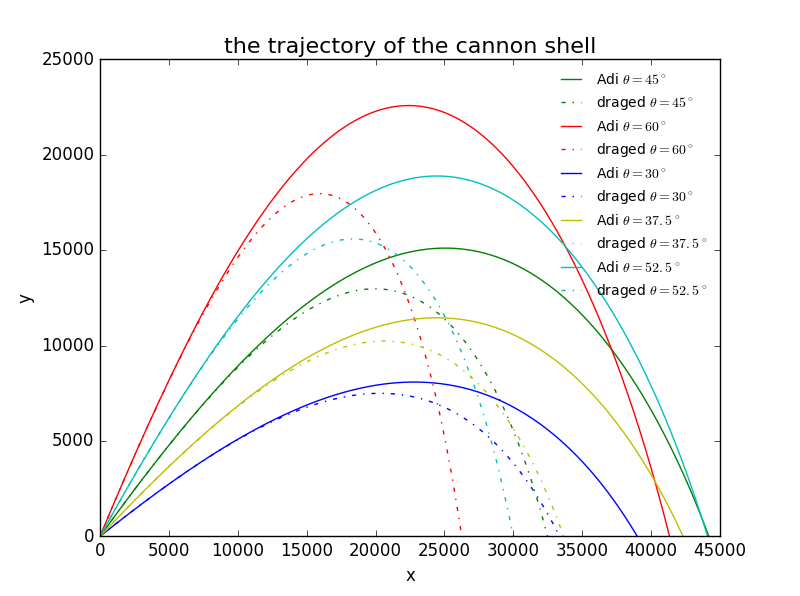 the trajectory of the cannon shell
25000
20000
15000
10000
5000
0
y
0 5000 10000 15000 20000 25000 30000 35000 40000 45000
x
Adi θ = 45°
draged θ = 45°
Adi θ = 60°
draged θ = 60°
Adi θ = 30°
draged θ = 30°
Adi θ = 37.5°
draged θ = 37.5°
Adi θ = 52.5°
draged θ = 52.5°